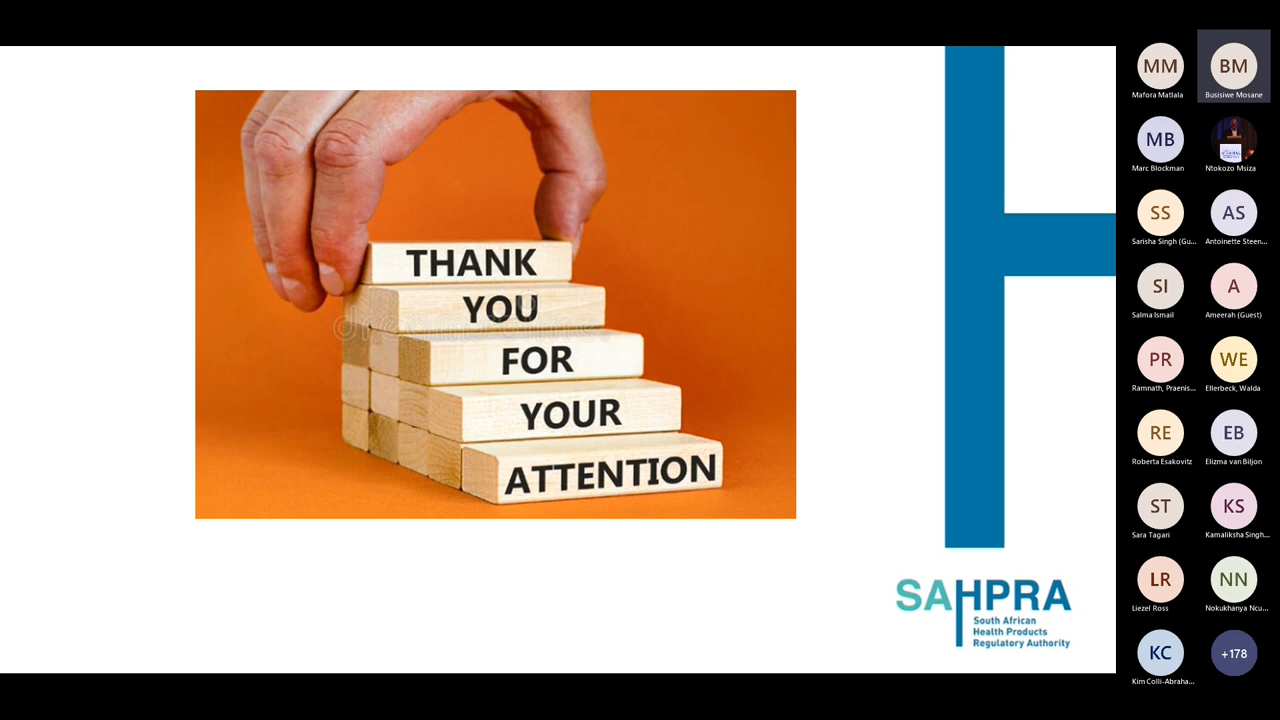 THANK
YOU
FOR
YOUR
ATTENTION
SAHPRA
South African
Health Products
Regulatory Authority
MM
Mafora Matlala
BM
Busisiwe Mosane
MB
Marc Blockman
Ntokozo Msiza
SS
Sarisha Singh (Gu...
AS
Antoinette Steen...
SI
Salma Ismail
A
Ameerah (Guest)
PR
Ramnath, Praenis...
WE
Ellerbeck, Walda
RE
Roberta Esakovitz
EB
Elizma van Biljon
ST
Sara Tagari
KS
Kamaliksha Singh...
LR
Liezel Ross
NN
Nokukhanya Ncu...
KC
Kim Colli-Abraha...
+178